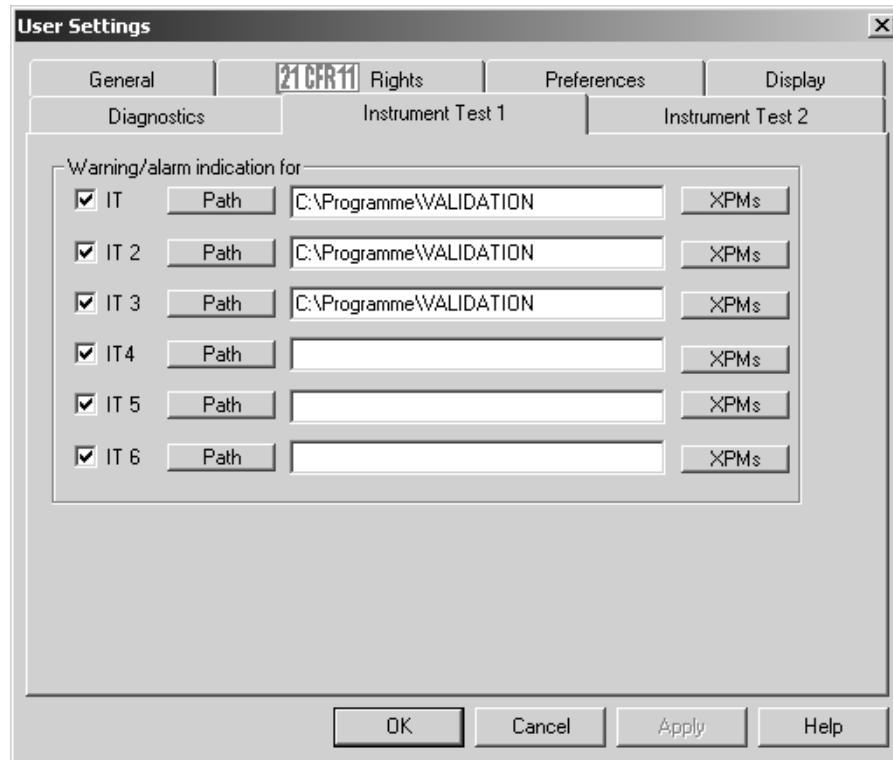 User Settings
General 21 CFR 11 Rights Preferences Display
Diagnostics Instrument Test 1 Instrument Test 2
Warning/alarm indication for
IT Path C:\Programme\VALIDATION XPMs
IT 2 Path C:\Programme\VALIDATION XPMs
IT 3 Path C:\Programme\VALIDATION XPMs
IT4 Path XPMs
IT 5 Path XPMs
IT 6 Path XPMs
OK Cancel Apply Help